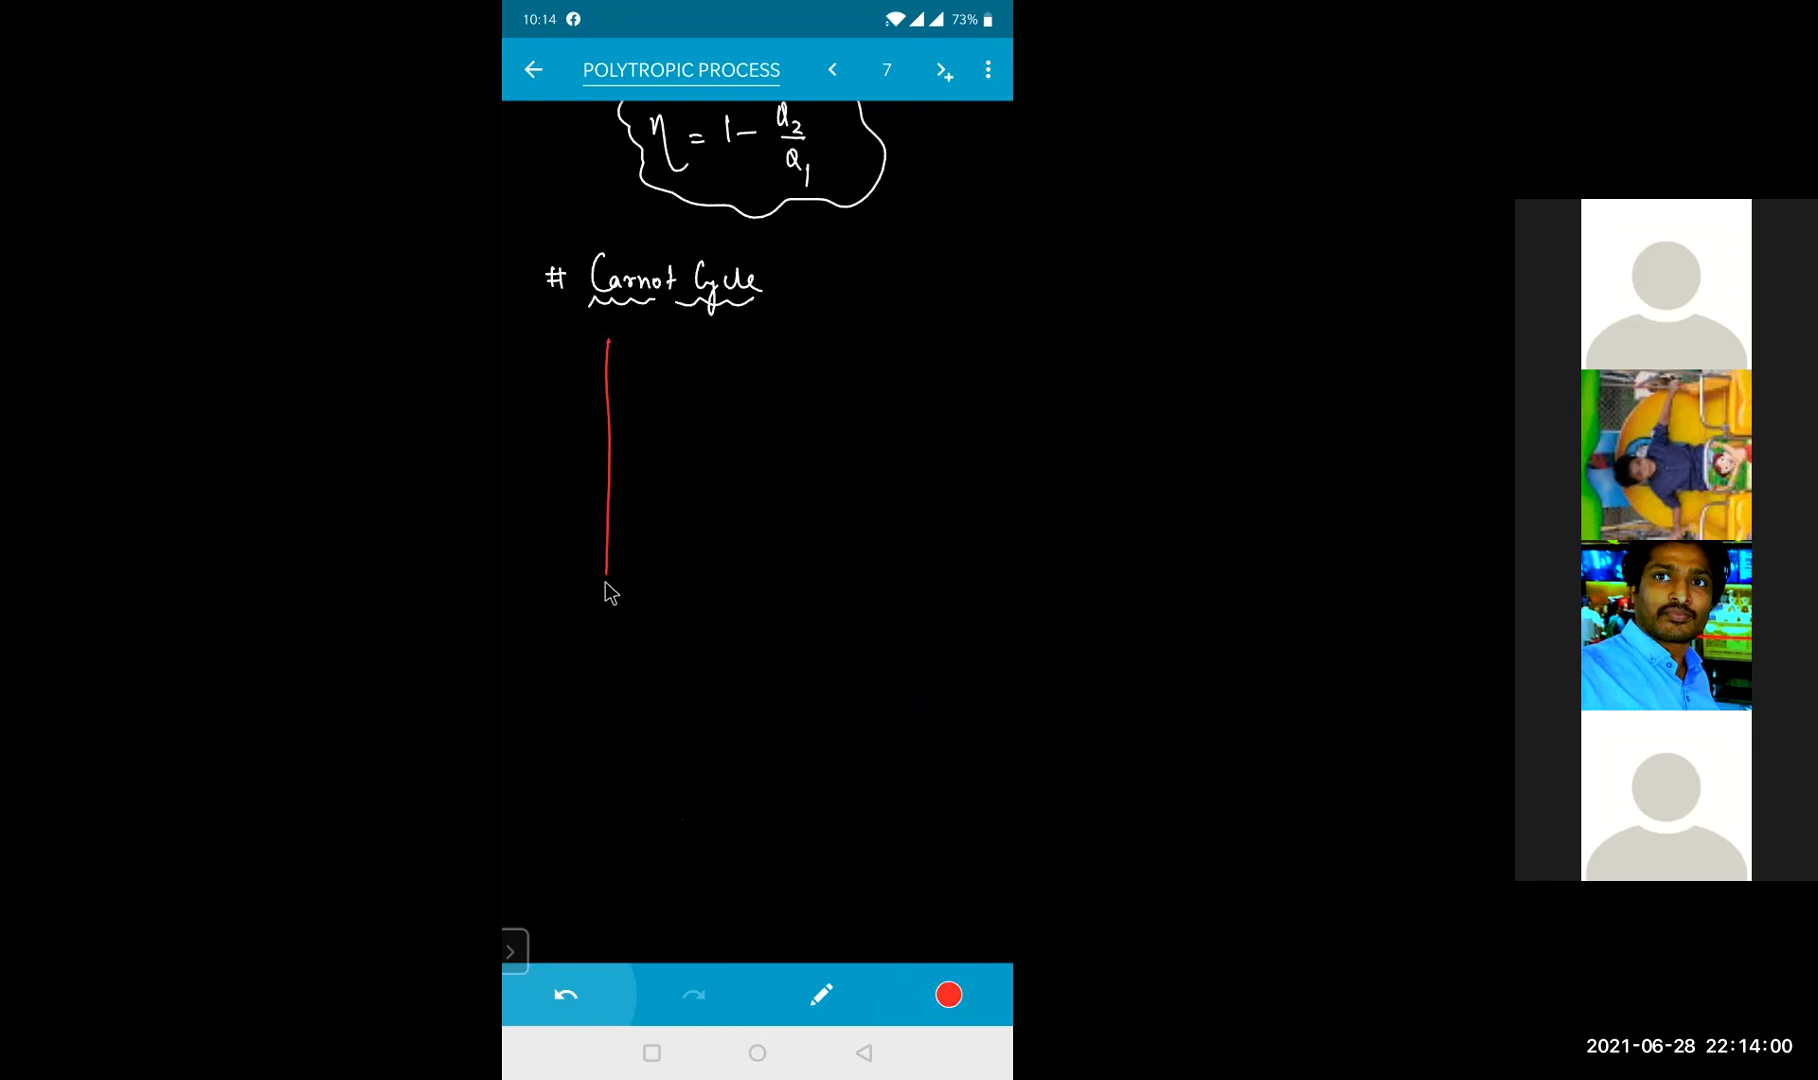 10:14 73%
POLYTROPIC PROCESS 7
η = 1 - Q2/Q1
# Carnot Cycle
2021-06-28 22:14:00